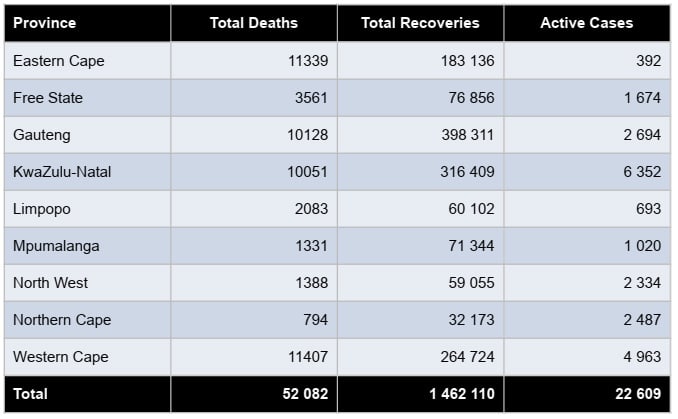 Province Total Deaths Total Recoveries Active Cases
Eastern Cape 11339 183 136 392
Free State 3561 76 856 1 674
Gauteng 10128 398 311 2 694
KwaZulu-Natal 10051 316 409 6 352
Limpopo 2083 60 102 693
Mpumalanga 1331 71 344 1 020
North West 1388 59 055 2 334
Northern Cape 794 32 173 2 487
Western Cape 11407 264 724 4 963
Total 52 082 1 462 110 22 609